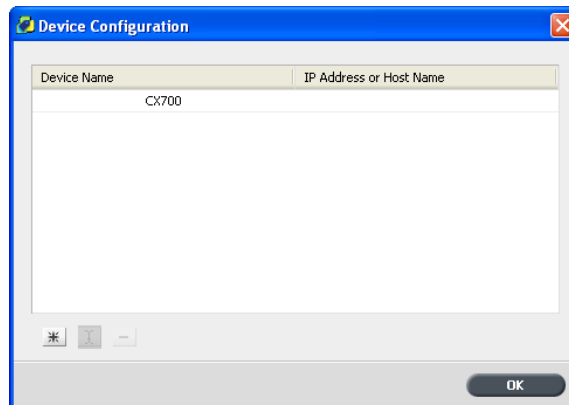 Device Configuration
Device Name IP Address or Host Name
CX700
OK